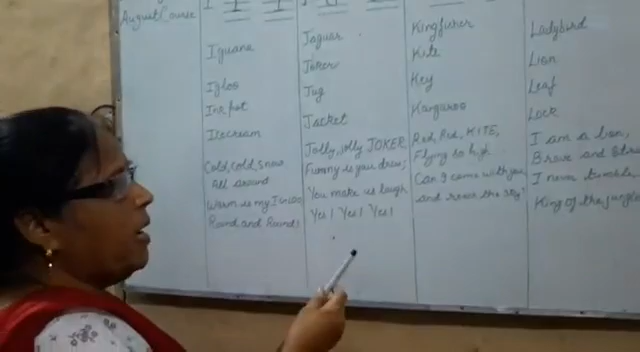 August Course
Iguana
Igloo
Ink pot
Icecream
Cold, Cold, Snow
All around
Warm is my Igloo
Round and Round!
Jaguar
Joker
Jug
Jacket
Jolly, Jolly JOKER
Funny is your dress,
You make us laugh
Yes! Yes! Yes!
Kingfisher
Kite
Key
Kangaroo
Red, Red, KITE,
Flying so high
Can I come with you,
and reach the sky?
Ladybird
Lion
Leaf
Lock
I am a lion,
Brave and
I never tremble
King of the jungle